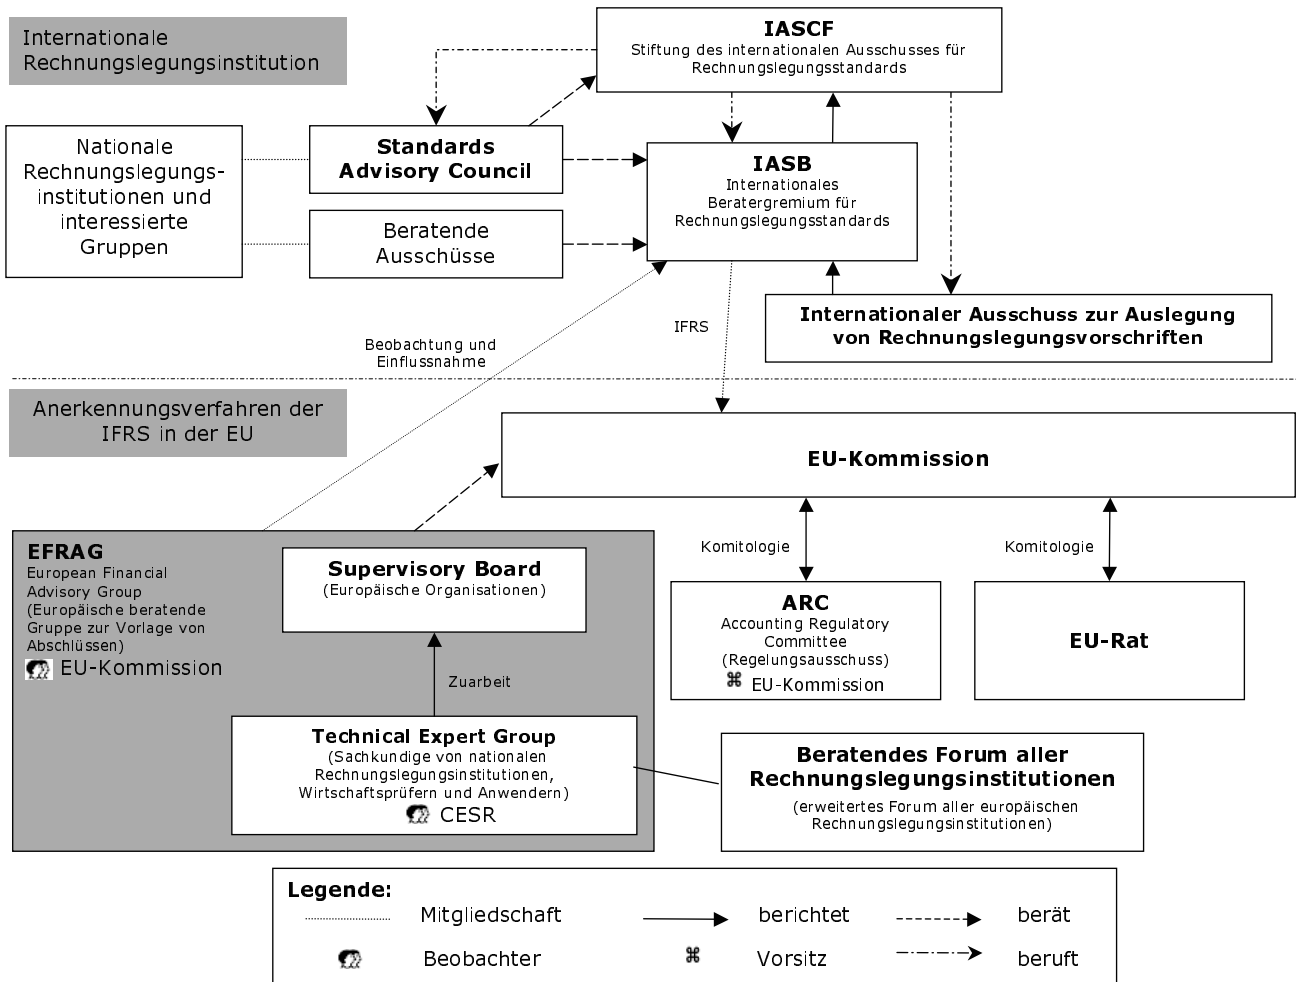 Internationale
Rechnungslegungsinstitution
IASCF
Stiftung des internationalen Ausschusses für
Rechnungslegungsstandards
Nationale
Rechnungslegungs-
institutionen und
interessierte
Gruppen
Standards
Advisory Council
Beratende
Ausschüsse
IASB
Internationales
Beratergremium für
Rechnungslegungsstandards
Internationaler Ausschuss zur Auslegung
von Rechnungslegungsvorschriften
IFRS
Beobachtung und
Einflussnahme
Anerkennungsverfahren der
IFRS in der EU
EU-Kommission
Komitologie
Komitologie
EFRAG
European Financial
Advisory Group
(Europäische beratende
Gruppe zur Vorlage von
Abschlüssen)
EU-Kommission
Supervisory Board
(Europäische Organisationen)
Zuarbeit
Technical Expert Group
(Sachkundige von nationalen
Rechnungslegungsinstitutionen,
Wirtschaftsprüfern und Anwendern)
CESR
ARC
Accounting Regulatory
Committee
(Regelungsausschuss)
⌘ EU-Kommission
EU-Rat
Beratendes Forum aller
Rechnungslegungsinstitutionen
(erweitertes Forum aller europäischen
Rechnungslegungsinstitutionen)
Legende:
Mitgliedschaft
berichtet
berät
Beobachter
⌘ Vorsitz
beruft